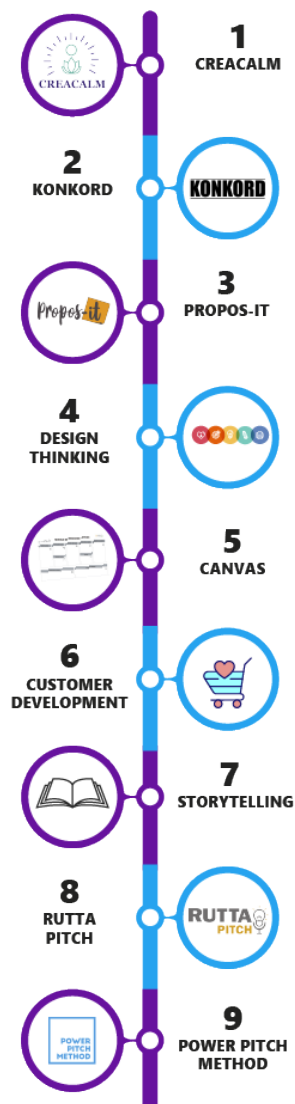 CREACALM
1
CREACALM
2
KONKORD
KONKORD
Propos-it
3
PROPOS-IT
4
DESIGN
THINKING
5
CANVAS
6
CUSTOMER
DEVELOPMENT
7
STORYTELLING
8
RUTTA
PITCH
RUTTA
PITCH
POWER
PITCH
METHOD
9
POWER PITCH
METHOD